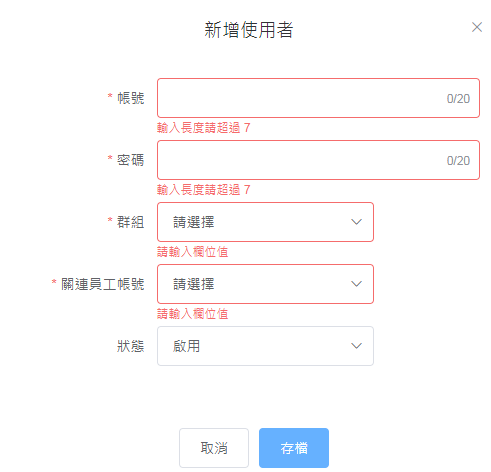 新增使用者
* 帳號
0/20
輸入長度請超過 7
* 密碼
0/20
輸入長度請超過 7
* 群組
請選擇
請輸入欄位值
* 關連員工帳號
請選擇
請輸入欄位值
狀態
啟用
取消
存檔